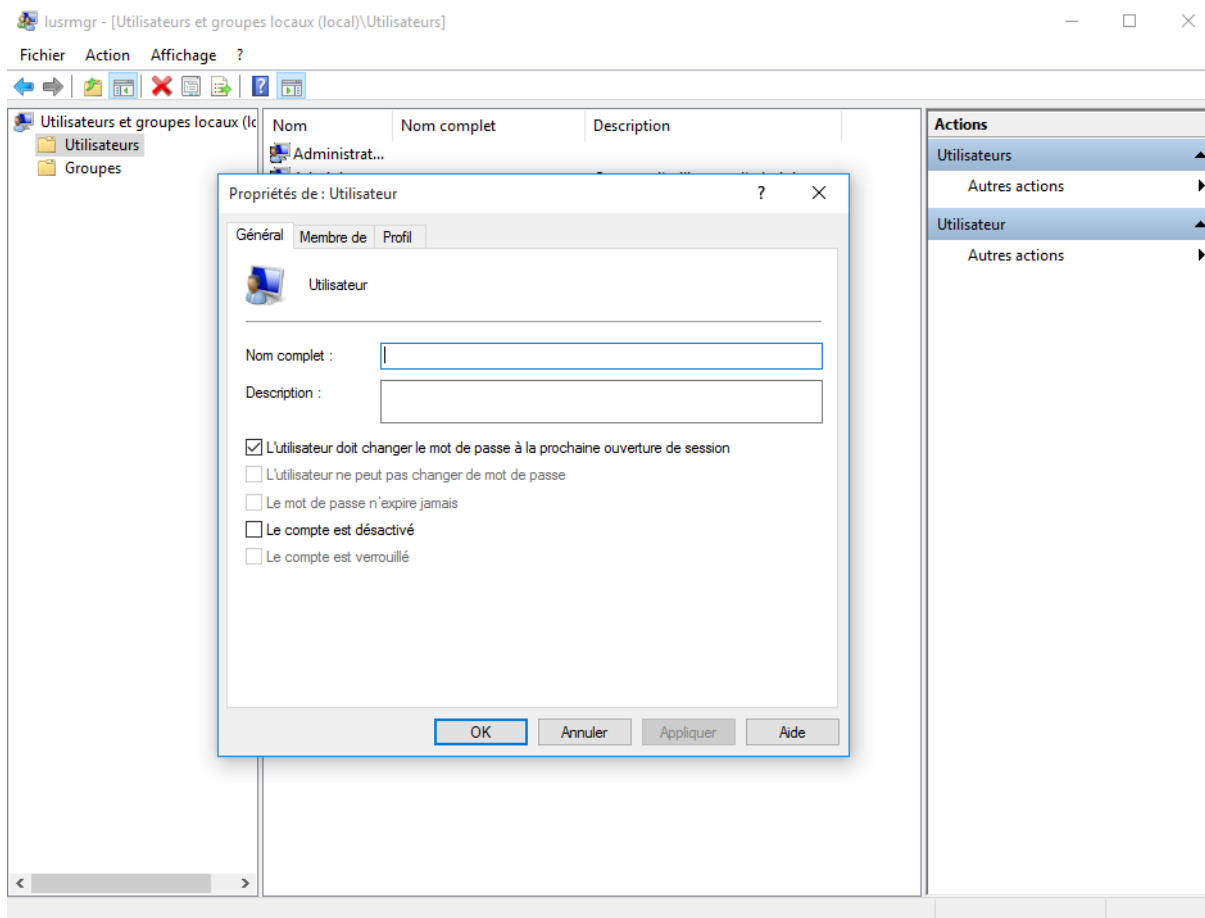 lusrmgr - [Utilisateurs et groupes locaux (local)\Utilisateurs]
Fichier Action Affichage ?
Utilisateurs et groupes locaux (lo
Utilisateurs
Groupes
Nom Nom complet Description
Administrat...
Propriétés de : Utilisateur ?
Général Membre de Profil
Utilisateur
Nom complet :
Description :
L'utilisateur doit changer le mot de passe à la prochaine ouverture de session
L'utilisateur ne peut pas changer de mot de passe
Le mot de passe n'expire jamais
Le compte est désactivé
Le compte est verrouillé
OK Annuler Appliquer Aide
Actions
Utilisateurs
Autres actions
Utilisateur
Autres actions